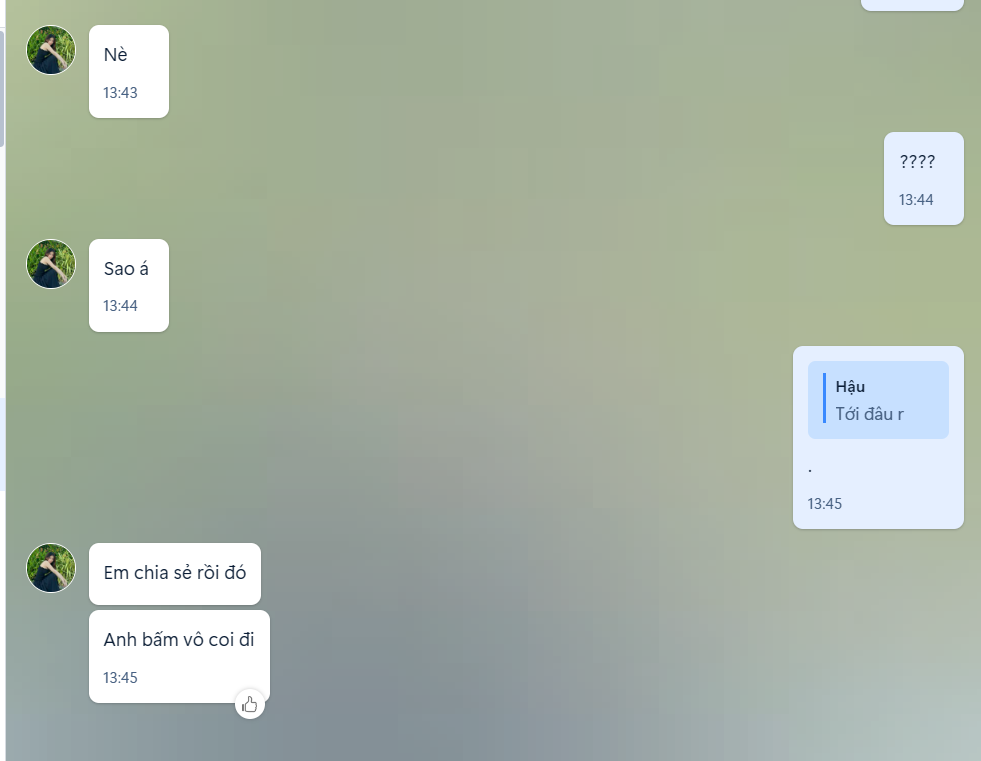 Nè
13:43
????
13:44
Sao á
13:44
Hậu
Tới đâu r
.
13:45
Em chia sẻ rồi đó
Anh bấm vô coi đi
13:45